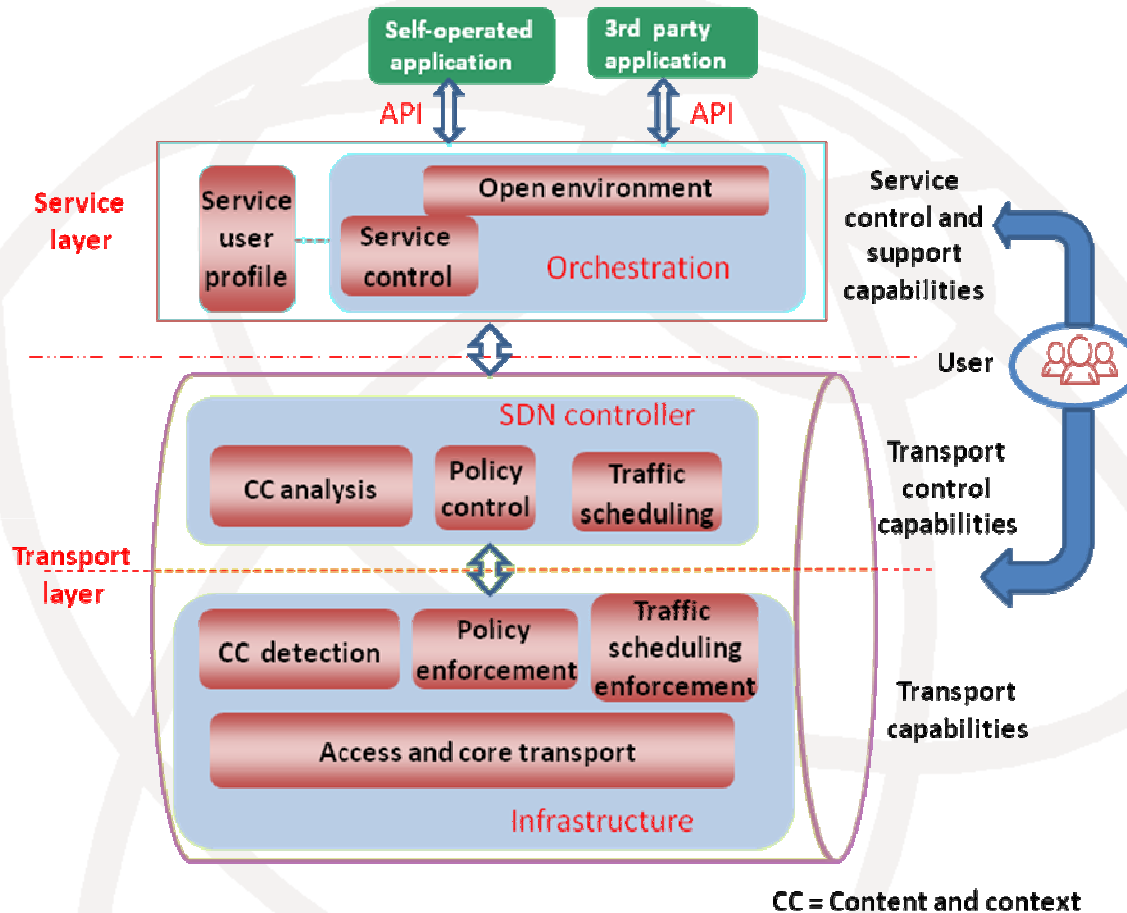 Self-operated
application
3rd party
application
API
API
Service
layer
Service
user
profile
Open environment
Service
control
Orchestration
Service
control and
support
capabilities
User
SDN controller
CC analysis
Policy
control
Traffic
scheduling
Transport
control
capabilities
Transport
layer
CC detection
Policy
enforcement
Traffic
scheduling
enforcement
Access and core transport
Infrastructure
Transport
capabilities
CC = Content and context